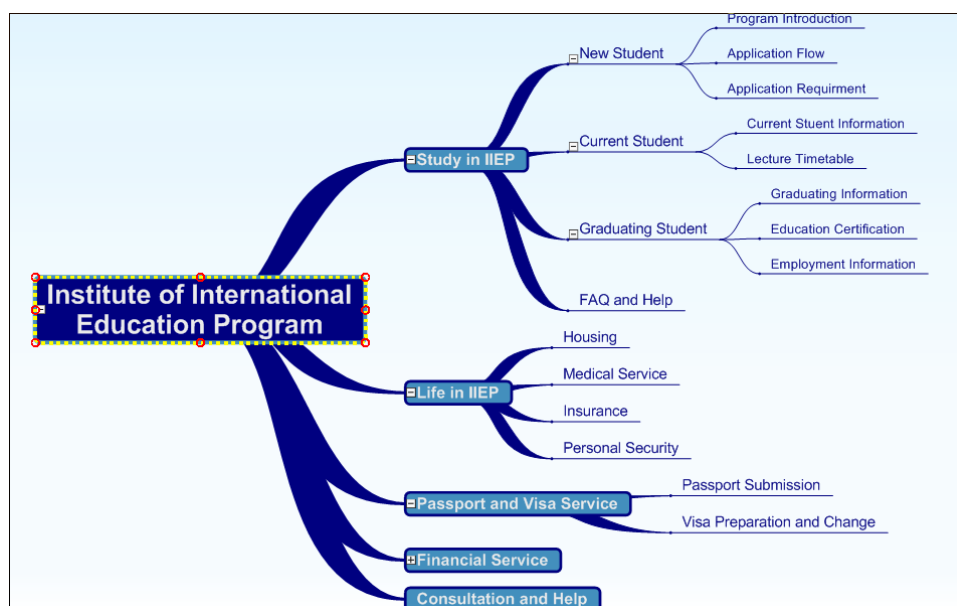 Institute of International
Education Program
Study in IIEP
New Student
Program Introduction
Application Flow
Application Requirment
Current Student
Current Stuent Information
Lecture Timetable
Graduating Student
Graduating Information
Education Certification
Employment Information
FAQ and Help
Life in IIEP
Housing
Medical Service
Insurance
Personal Security
Passport and Visa Service
Passport Submission
Visa Preparation and Change
Financial Service
Consultation and Help